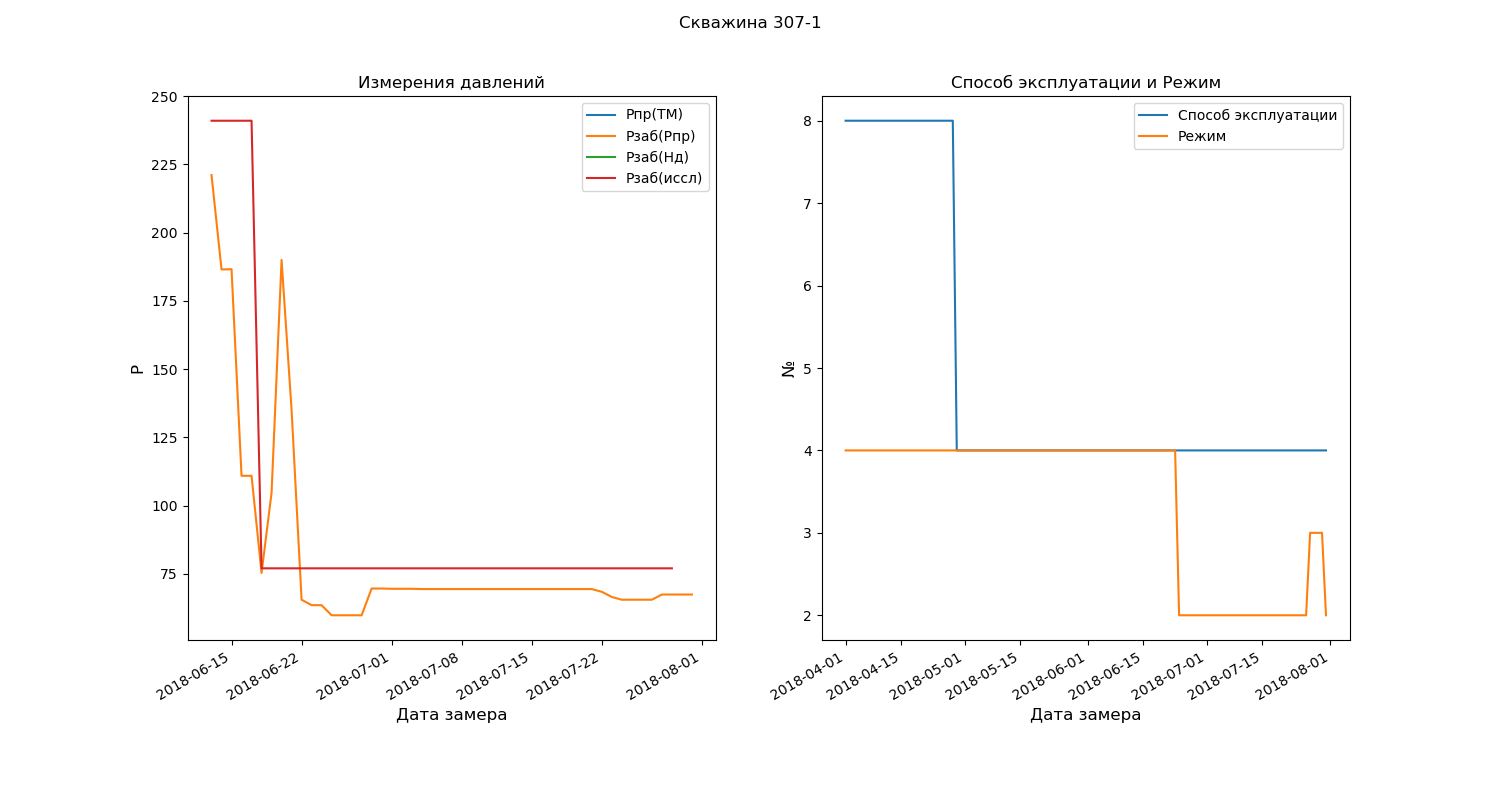 Скважина 307-1
Измерения давлений
250
225
200
175
150
125
100
75
P
Рпр(ТМ)
Рзаб(Рпр)
Рзаб(Нд)
Рзаб(иссл)
2018-06-15
2018-06-22
2018-07-01
2018-07-08
2018-07-15
2018-07-22
2018-08-01
Дата замера
Способ эксплуатации и Режим
8
7
6
5
4
3
2
№
Способ эксплуатации
Режим
2018-04-01
2018-04-15
2018-05-01
2018-05-15
2018-06-01
2018-06-15
2018-07-01
2018-07-15
2018-08-01
Дата замера